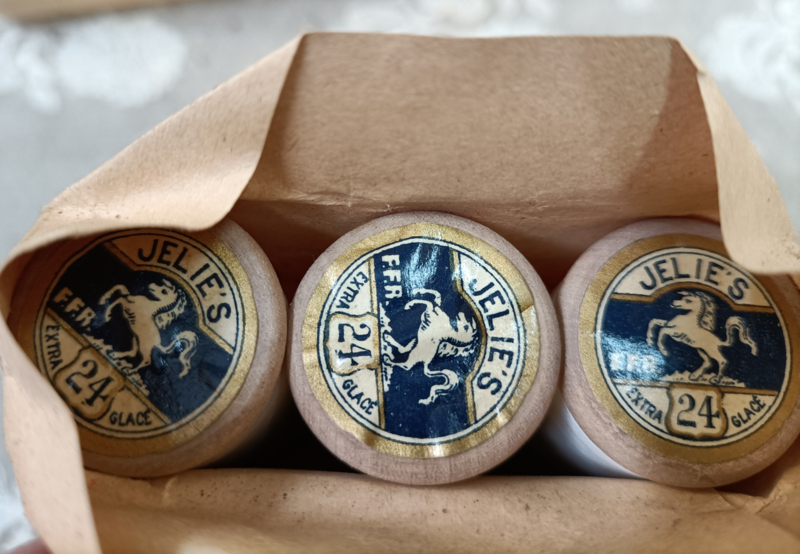 JELIE'S
F.F.R.
EXTRA 24 GLACÉ
JELIE'S
F.F.R.
EXTRA 24 GLACÉ
JELIE'S
F.F.R.
EXTRA 24 GLACÉ